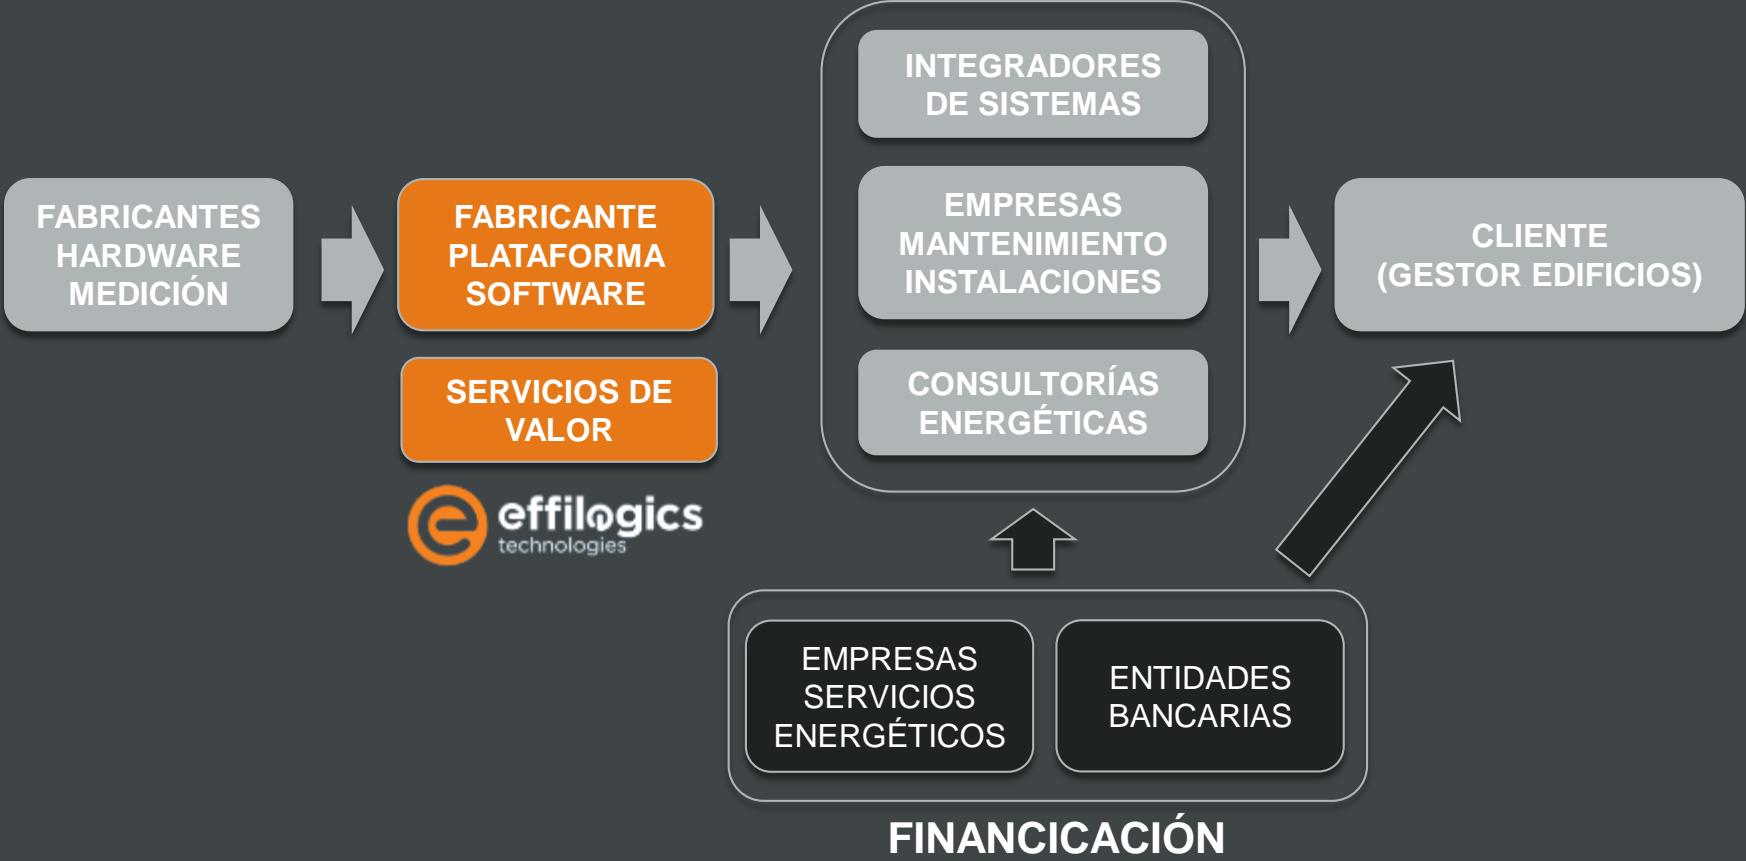 FABRICANTES
HARDWARE
MEDICIÓN
FABRICANTE
PLATAFORMA
SOFTWARE
SERVICIOS DE
VALOR
effilogics
technologies
INTEGRADORES
DE SISTEMAS
EMPRESAS
MANTENIMIENTO
INSTALACIONES
CONSULTORÍAS
ENERGÉTICAS
CLIENTE
(GESTOR EDIFICIOS)
EMPRESAS
SERVICIOS
ENERGÉTICOS
ENTIDADES
BANCARIAS
FINANCICACIÓN